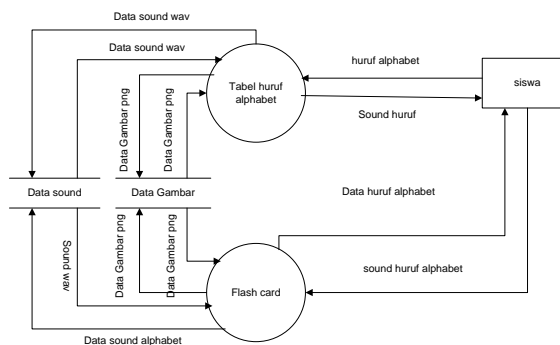 Data sound wav
Data sound wav
huruf alphabet
Tabel huruf
alphabet
siswa
Sound huruf
Data Gambar png
Data Gambar png
Data sound
Data Gambar
Data huruf alphabet
Sound wav
Data Gambar png
Data Gambar png
sound huruf alphabet
Flash card
Data sound alphabet